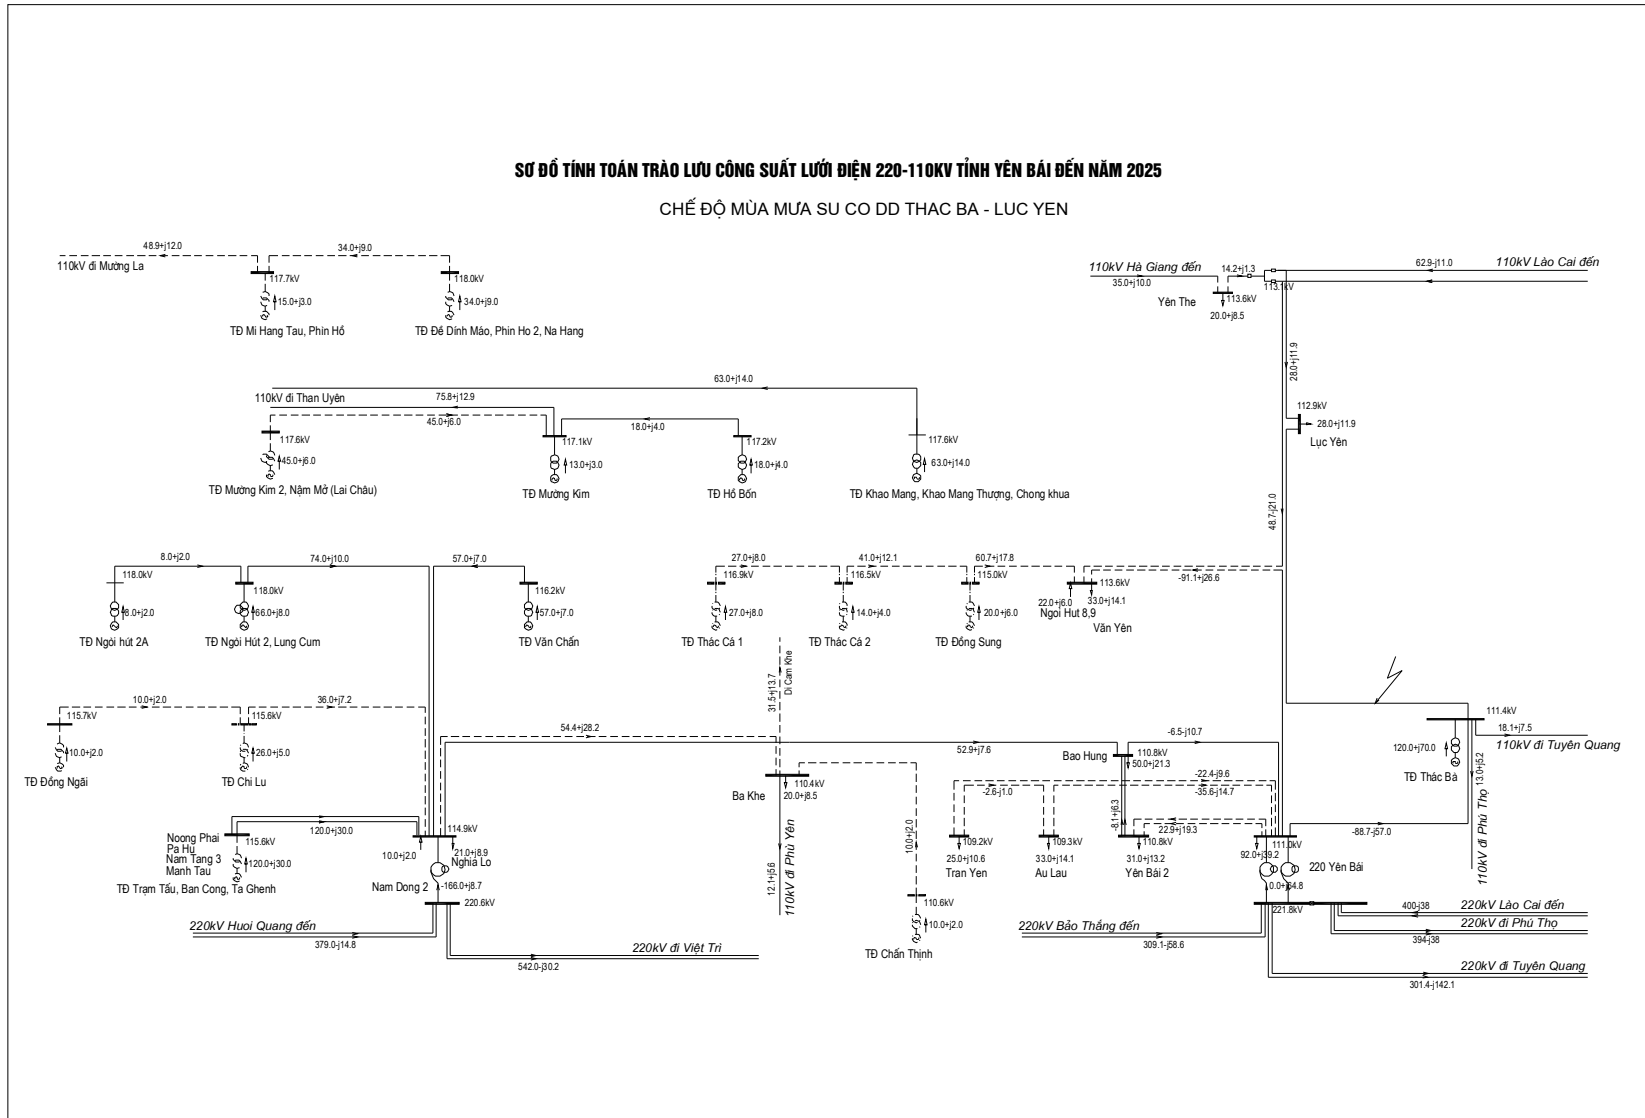 SƠ ĐỒ TÍNH TOÁN TRÀO LƯU CÔNG SUẤT LƯỚI ĐIỆN 220-110KV TỈNH YÊN BÁI ĐẾN NĂM 2025
CHẾ ĐỘ MÙA MƯA SU CO DD THAC BA - LUC YEN
48.9+j12.0
34.0+j9.0
110kV đi Mường La
117.7kV
118.0kV
15.0+j3.0
34.0+j9.0
TĐ Mi Hang Tau, Phin Hồ
TĐ Đề Dính Máo, Phin Ho 2, Na Hang
110kV Hà Giang đến
35.0+j10.0
14.2+j1.3
62.9-j11.0
110kV Lào Cai đến
113.1kV
Yên The
113.6kV
20.0+j8.5
28.0+j11.9
63.0+j14.0
110kV đi Than Uyên
75.8+j12.9
45.0+j6.0
18.0+j4.0
112.9kV
28.0+j11.9
Lục Yên
117.6kV
117.1kV
117.2kV
117.6kV
45.0+j6.0
13.0+j3.0
18.0+j4.0
63.0+j14.0
TĐ Mường Kim 2, Nậm Mở (Lai Châu)
TĐ Mường Kim
TĐ Hồ Bốn
TĐ Khao Mang, Khao Mang Thượng, Chong khua
48.7-j21.0
8.0+j2.0
74.0+j10.0
57.0+j7.0
27.0+j8.0
41.0+j12.1
60.7+j17.8
118.0kV
118.0kV
116.2kV
116.9kV
116.5kV
115.0kV
113.6kV
-91.1+j26.6
8.0+j2.0
66.0+j8.0
57.0+j7.0
27.0+j8.0
14.0+j4.0
20.0+j6.0
22.0+j6.0
33.0+j14.1
Ngoi Hut 8,9
Văn Yên
TĐ Ngòi hút 2A
TĐ Ngòi Hút 2, Lung Cum
TĐ Văn Chấn
TĐ Thác Cá 1
TĐ Thác Cá 2
TĐ Đồng Sung
Di Cam Khe
31.5+j13.7
10.0+j2.0
36.0+j7.2
115.7kV
115.6kV
10.0+j2.0
26.0+j5.0
TĐ Đồng Ngãi
TĐ Chi Lu
54.4+j28.2
52.9+j7.6
-6.5-j10.7
111.4kV
18.1+j7.5
110kV đi Tuyên Quang
120.0+j70.0
TĐ Thác Bà
13.0+j5.2
110kV đi Phú Thọ
Bao Hung
110.8kV
50.0+j21.3
Ba Khe
110.4kV
20.0+j8.5
-22.4-j9.6
-2.6-j1.0
-35.6-j14.7
-8.1+j6.3
22.9+j19.3
-88.7-j57.0
Noong Phai
Pa Hu
Nam Tang 3
Manh Tau
120.0+j30.0
115.6kV
120.0+j30.0
TĐ Trạm Tấu, Ban Cong, Ta Ghenh
114.9kV
10.0+j2.0
21.0+j8.9
Nghia Lo
Nam Dong 2
-166.0+j8.7
220.6kV
12.1+j5.6
110kV đi Phù Yên
10.0+j2.0
110.6kV
10.0+j2.0
TĐ Chấn Thịnh
109.2kV
25.0+j10.6
Tran Yen
109.3kV
33.0+j14.1
Au Lau
110.8kV
31.0+j13.2
Yên Bái 2
111.0kV
92.0+j39.2
220 Yên Bái
0.0+j64.8
221.8kV
220kV Huoi Quang đến
379.0-j14.8
220kV đi Việt Trì
542.0-j30.2
220kV Bảo Thắng đến
309.1-j58.6
400-j38
220kV Lào Cai đến
220kV đi Phú Thọ
394-j38
220kV đi Tuyên Quang
301.4-j142.1